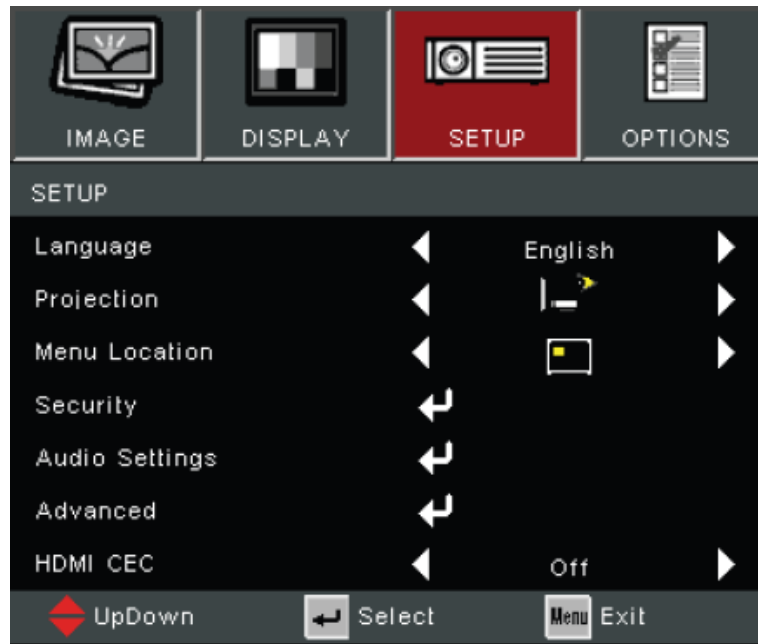 IMAGE DISPLAY SETUP OPTIONS
SETUP
Language English
Projection
Menu Location
Security
Audio Settings
Advanced
HDMI CEC Off
UpDown Select Menu Exit